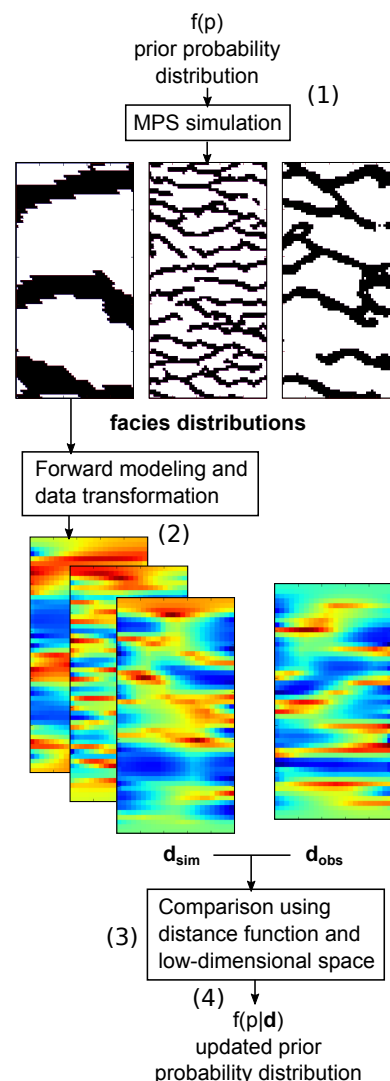 f(p)
prior probability
distribution
(1)
MPS simulation
facies distributions
Forward modeling and
data transformation
(2)
dsim
dobs
(3)
Comparison using
distance function and
low-dimensional space
(4)
f(p|d)
updated prior
probability distribution